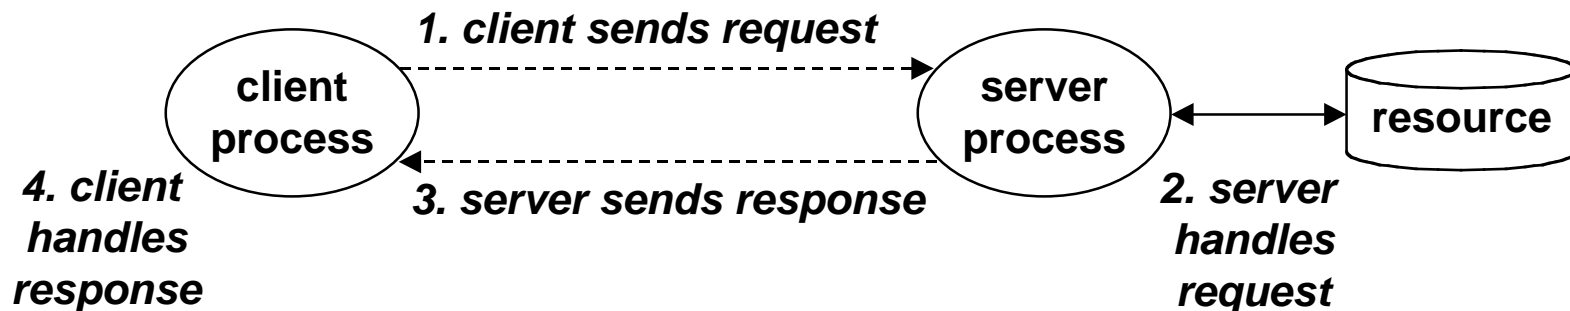 1. client sends request
client
process
server
process
resource
3. server sends response
2. server
handles
request
4. client
handles
response